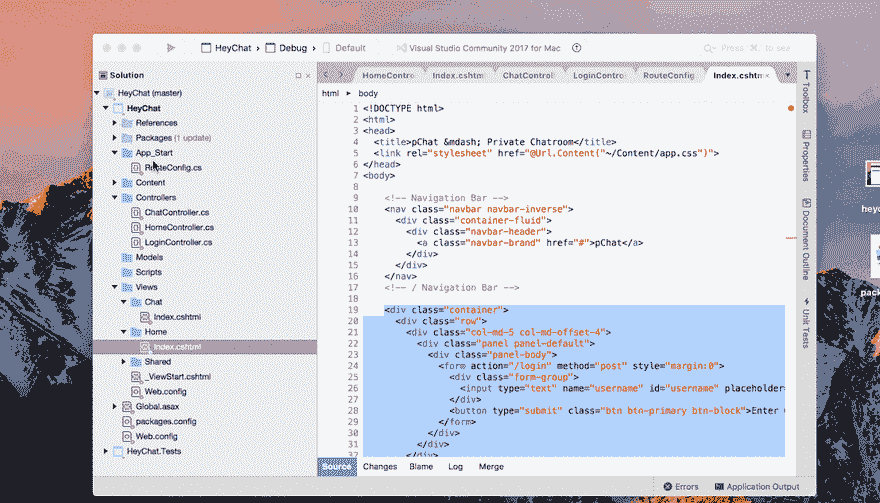 HeyChat › Debug › Default
Visual Studio Community 2017 for Mac
Press ⌘. to see
Solution
HomeContro
Index.cshtm
ChatControl
LoginContro
RouteConfig
Index.cshtm
HeyChat (master)
HeyChat
References
Packages (1 update)
App_Start
RouteConfig.cs
Content
Controllers
ChatController.cs
HomeController.cs
LoginController.cs
Models
Scripts
Views
Chat
Index.cshtml
Home
Index.cshtml
Shared
_ViewStart.cshtml
Web.config
Global.asax
packages.config
Web.config
HeyChat.Tests
html ▸ body
1 <!DOCTYPE html>
2 <html>
3 <head>
4 <title>pChat &mdash; Private Chatroom</title>
5 <link rel="stylesheet" href="@Url.Content("~/Content/app.css")">
6 </head>
7 <body>
8
9 <!-- Navigation Bar -->
10 <nav class="navbar navbar-inverse">
11 <div class="container-fluid">
12 <div class="navbar-header">
13 <a class="navbar-brand" href="#">pChat</a>
14 </div>
15 </div>
16 </nav>
17 <!-- / Navigation Bar -->
18
19 <div class="container">
20 <div class="row">
21 <div class="col-md-5 col-md-offset-4">
22 <div class="panel panel-default">
23 <div class="panel-body">
24 <form action="/login" method="post" style="margin:0">
25 <div class="form-group">
26 <input type="text" name="username" id="username" placeholder=
27 </div>
28 <button type="submit" class="btn btn-primary btn-block">Enter
29 </form>
30 </div>
31 </div>
32 </div>
Source Changes Blame Log Merge
Errors Application Output
Toolbox
Properties
Document Outline
Unit Tests
heyc
pack